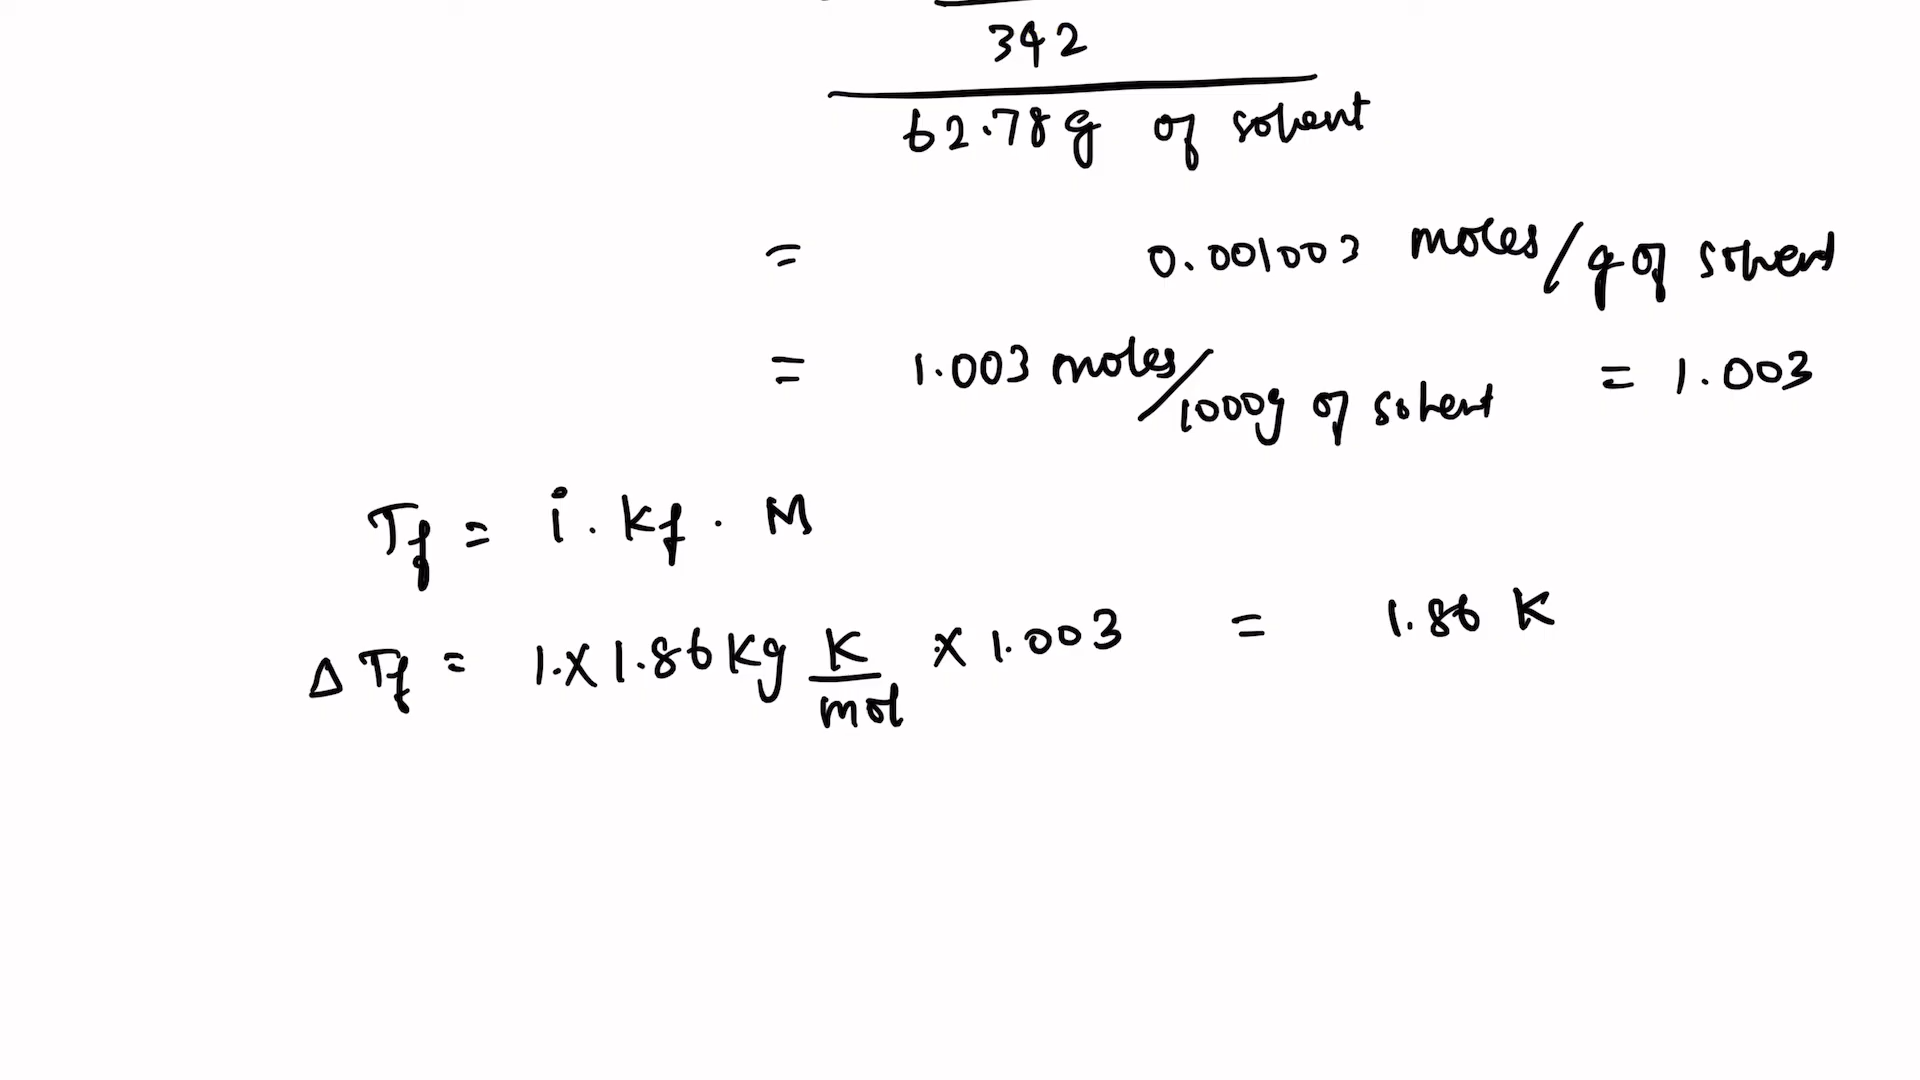 342
62.78g of solvent
= 0.001003 moles/g of solvent
= 1.003 moles/1000g of solvent = 1.003
Tf = i . Kf . M
Δ Tf = 1.X 1.86 Kg K/mol X 1.003 = 1.86 K